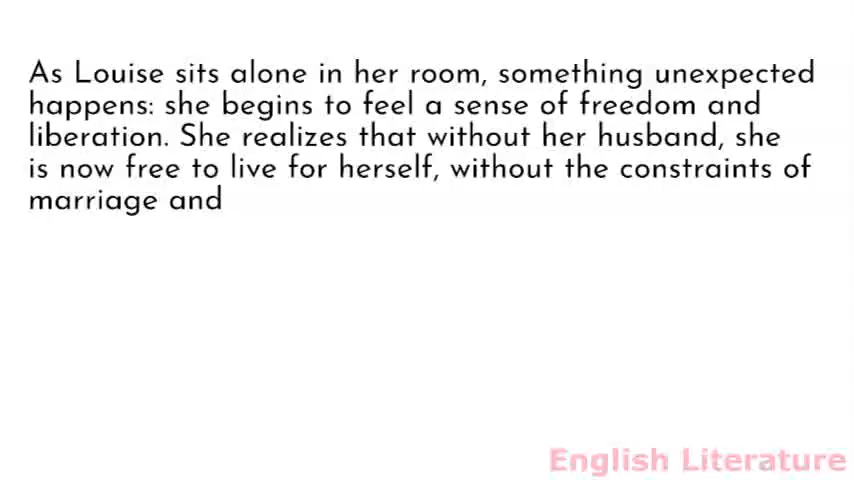 As Louise sits alone in her room, something unexpected
happens: she begins to feel a sense of freedom and
liberation. She realizes that without her husband, she
is now free to live for herself, without the constraints of
marriage and
English Literature